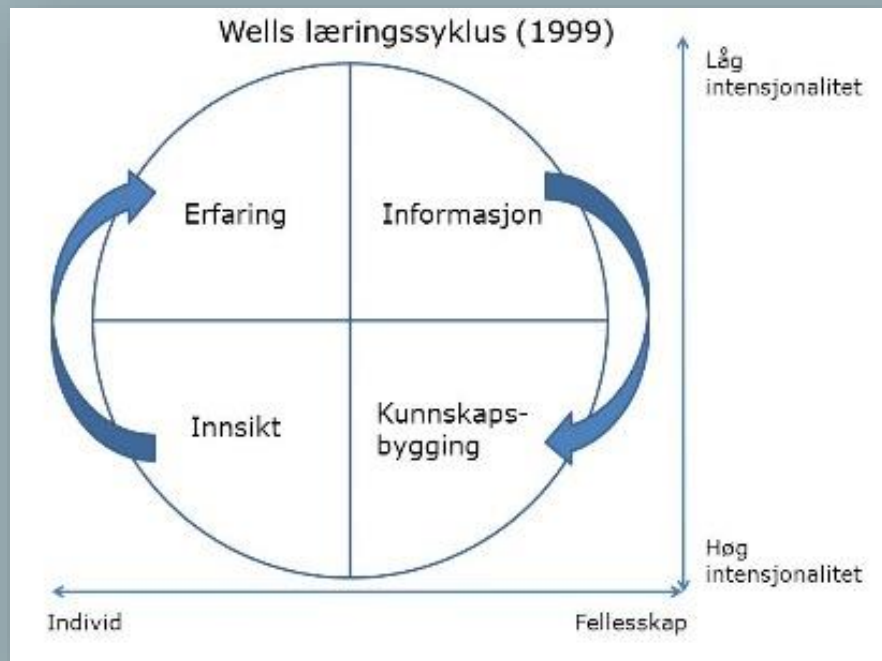 Wells læringssyklus (1999)
Låg
intensjonalitet
Erfaring
Informasjon
Innsikt
Kunnskaps-
bygging
Høg
intensjonalitet
Individ
Fellesskap